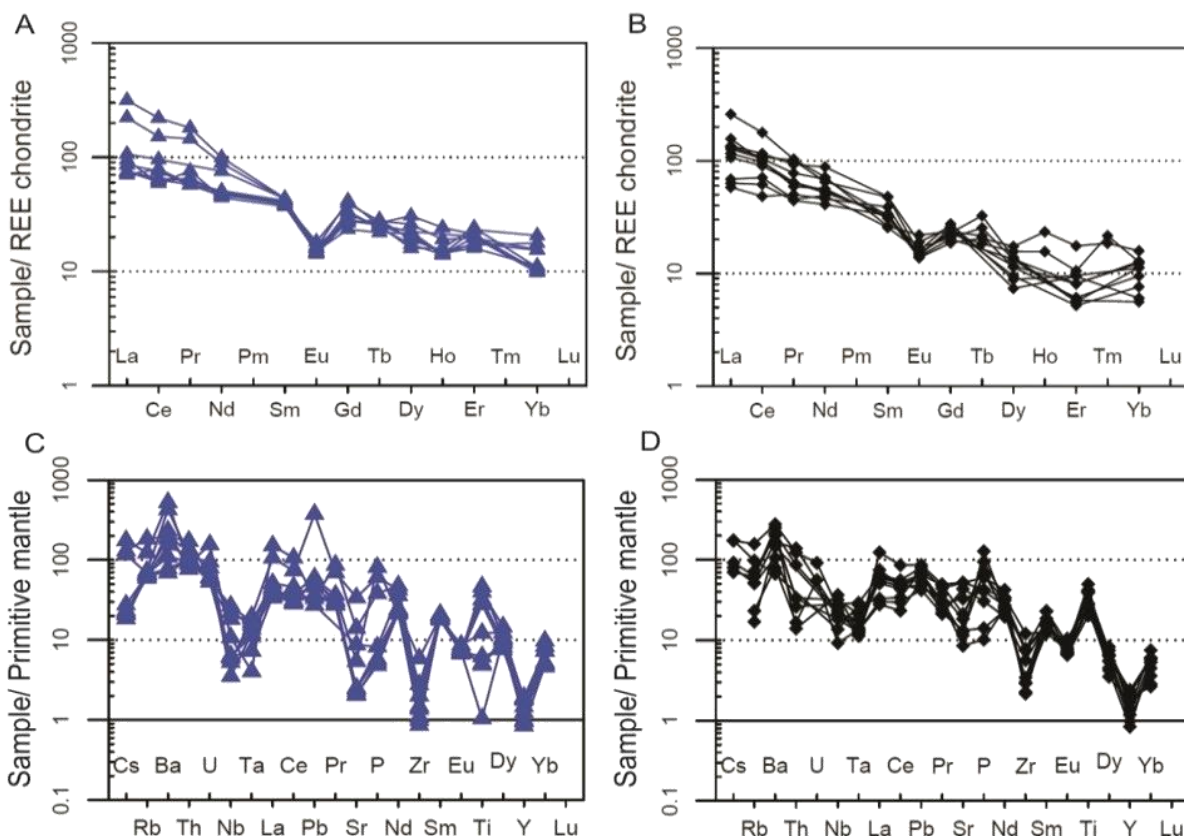 A
Sample/ REE chondrite
1000
100
10
1
La Pr Pm Eu Tb Ho Tm Lu
Ce Nd Sm Gd Dy Er Yb
B
Sample/ REE chondrite
1000
100
10
1
La Pr Pm Eu Tb Ho Tm Lu
Ce Nd Sm Gd Dy Er Yb
C
Sample/ Primitive mantle
1000
100
10
1
0.1
Cs Ba U Ta Ce Pr P Zr Eu Dy Yb
Rb Th Nb La Pb Sr Nd Sm Ti Y Lu
D
Sample/ Primitive mantle
1000
100
10
1
0.1
Cs Ba U Ta Ce Pr P Zr Eu Dy Yb
Rb Th Nb La Pb Sr Nd Sm Ti Y Lu